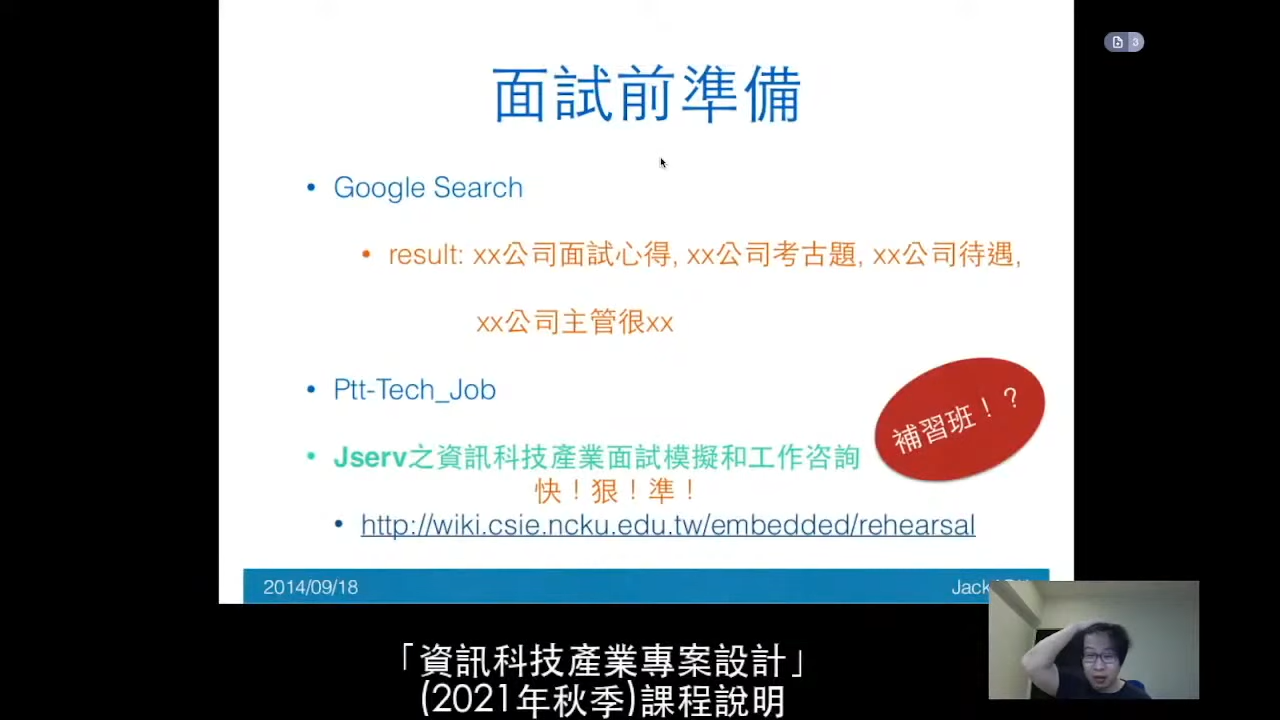 3
面試前準備
• Google Search
• result: xx公司面試心得, xx公司考古題, xx公司待遇,
xx公司主管很xx
• Ptt-Tech_Job
補習班！？
• Jserv之資訊科技產業面試模擬和工作咨詢
快！狠！準！
• http://wiki.csie.ncku.edu.tw/embedded/rehearsal
2014/09/18
Jack
「資訊科技產業專案設計」
(2021年秋季)課程說明